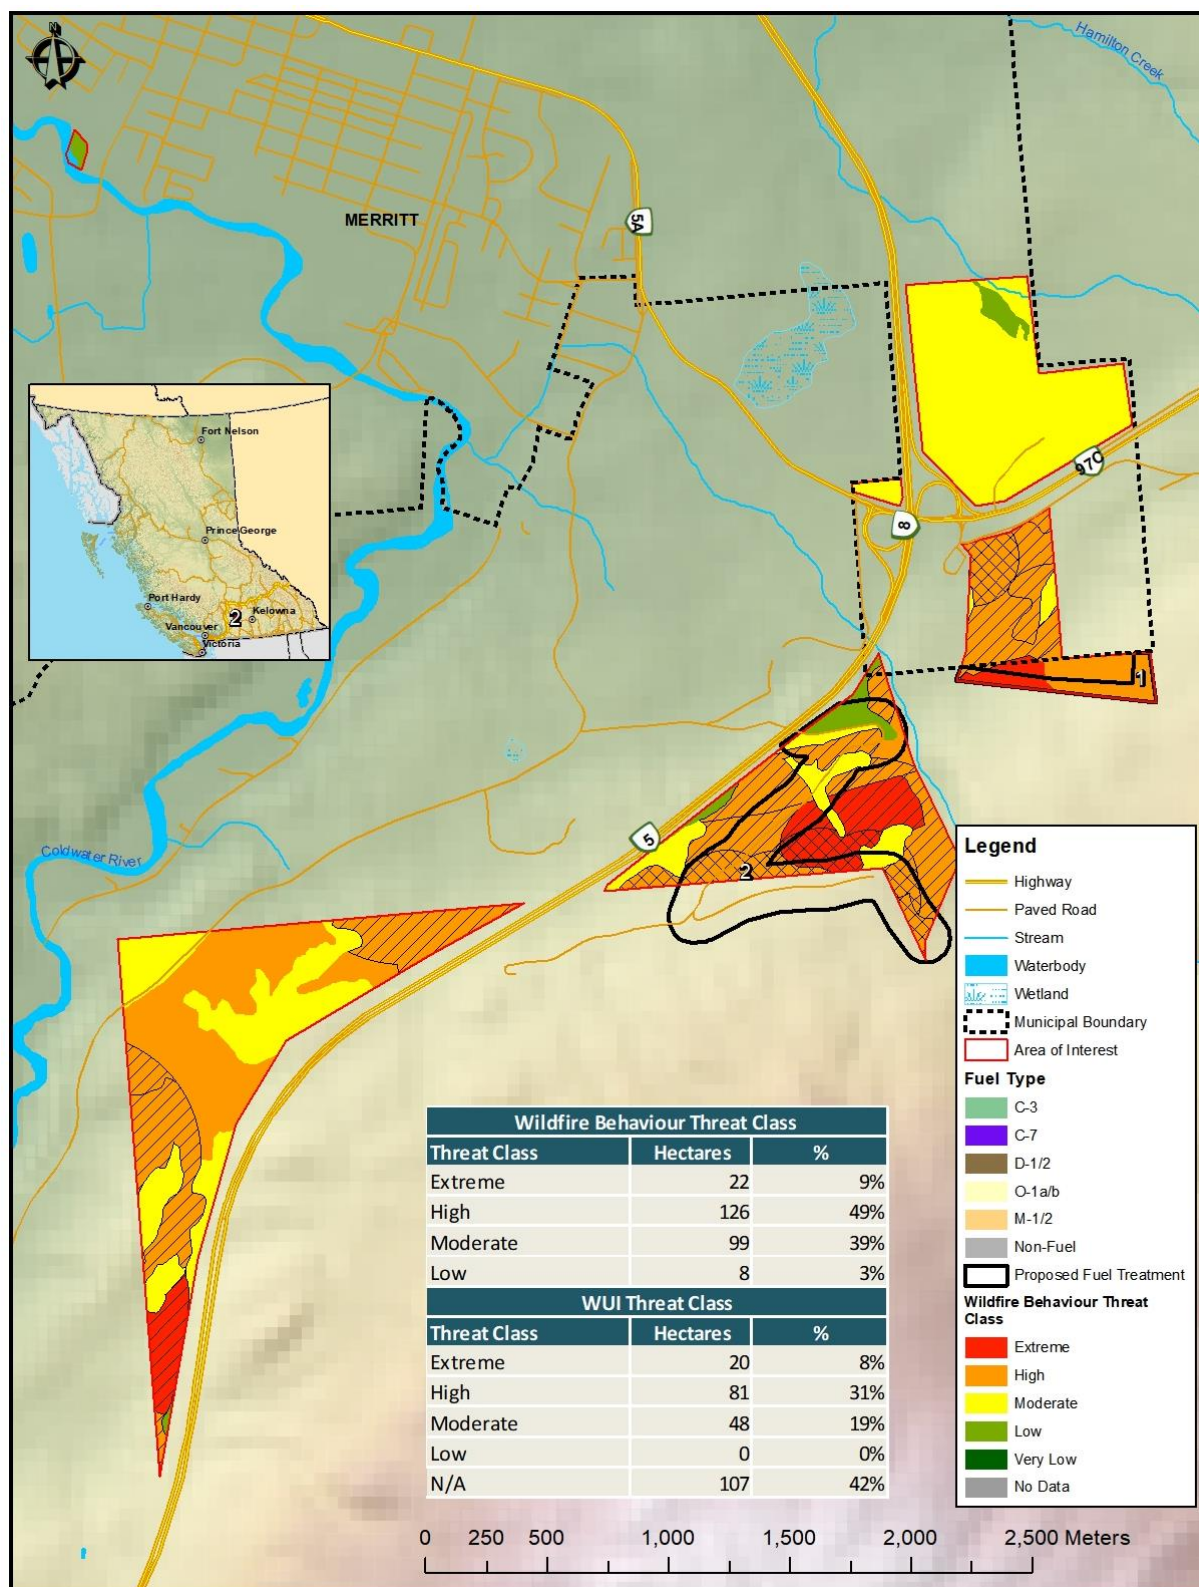 N
Hamilton Creek
MERRITT
5A
97C
8
Fort Nelson
Prince George
Port Hardy
2
Kelowna
Vancouver
Victoria
1
5
2
Coldwater River
Legend
Highway
Paved Road
Stream
Waterbody
Wetland
Municipal Boundary
Area of Interest
Fuel Type
C-3
C-7
D-1/2
O-1a/b
M-1/2
Non-Fuel
Proposed Fuel Treatment
Wildfire Behaviour Threat
Class
Extreme
High
Moderate
Low
Very Low
No Data
Wildfire Behaviour Threat Class
Threat Class Hectares %
Extreme 22 9%
High 126 49%
Moderate 99 39%
Low 8 3%
WUI Threat Class
Threat Class Hectares %
Extreme 20 8%
High 81 31%
Moderate 48 19%
Low 0 0%
N/A 107 42%
0 250 500 1,000 1,500 2,000 2,500 Meters